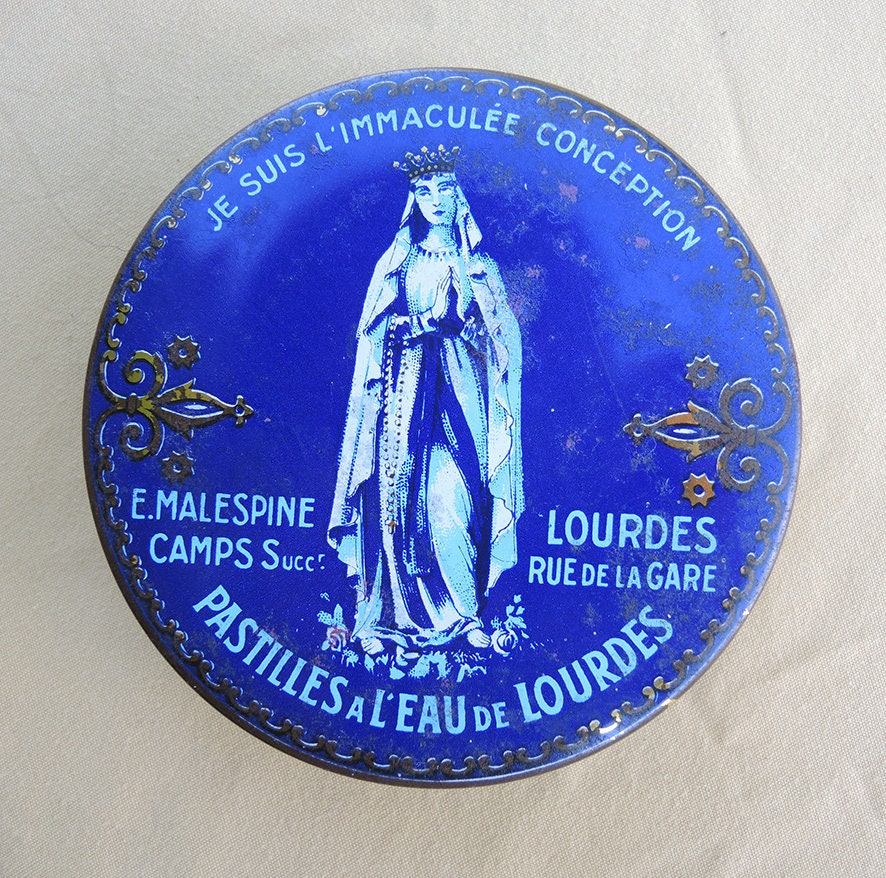 JE SUIS L'IMMACULÉE CONCEPTION
E. MALESPINE
CAMPS Succr.
LOURDES
RUE DE LA GARE
PASTILLES A L'EAU DE LOURDES